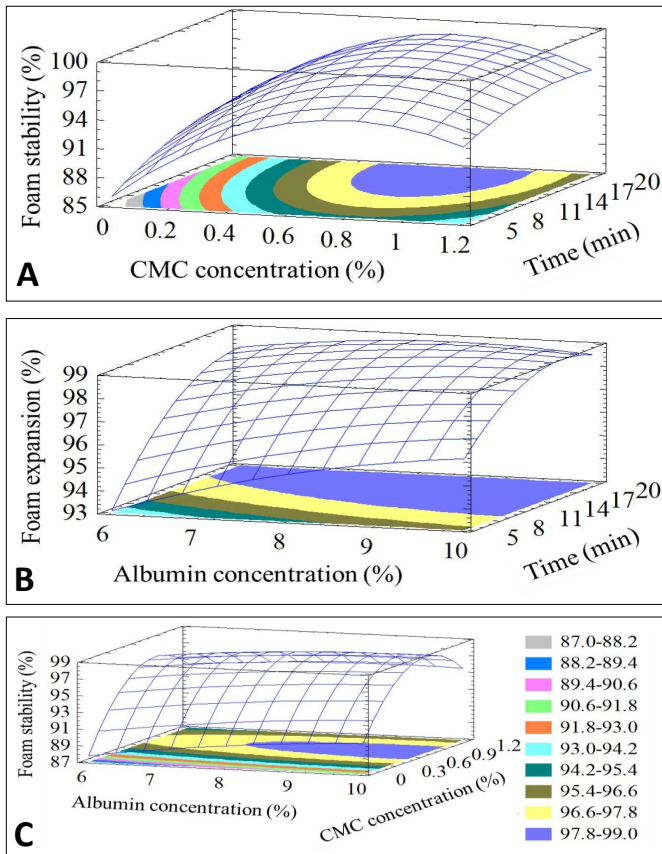 Foam stability (%)
100
97
94
91
88
85
0 0.2 0.4 0.6 0.8 1 1.2
CMC concentration (%)
5 8 11 14 17 20
Time (min)
A
Foam expansion (%)
99
98
97
96
95
94
93
6 7 8 9 10
Albumin concentration (%)
5 8 11 14 17 20
Time (min)
B
Foam stability (%)
99
97
95
93
91
89
87
6 7 8 9 10
Albumin concentration (%)
0 0.3 0.6 0.9 1.2
CMC concentration (%)
C
87.0-88.2
88.2-89.4
89.4-90.6
90.6-91.8
91.8-93.0
93.0-94.2
94.2-95.4
95.4-96.6
96.6-97.8
97.8-99.0